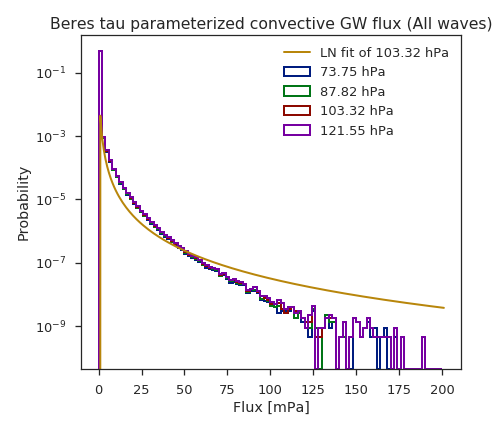 Beres tau parameterized convective GW flux (All waves)
LN fit of 103.32 hPa
73.75 hPa
87.82 hPa
103.32 hPa
121.55 hPa
Probability
10⁻¹
10⁻³
10⁻⁵
10⁻⁷
10⁻⁹
0 25 50 75 100 125 150 175 200
Flux [mPa]